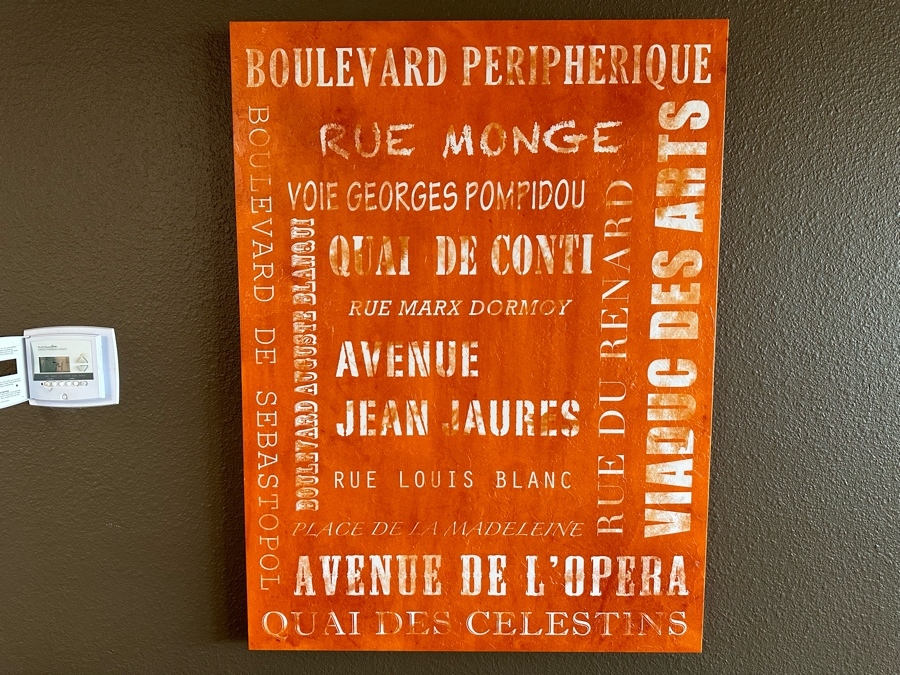 BOULEVARD PERIPHERIQUE
BOULEVARD DE SEBASTOPOL
RUE MONGE
VIADUC DES ARTS
VOIE GEORGES POMPIDOU
RUE DU RENARD
BOULEVARD AUGUSTE BLANQUI
QUAI DE CONTI
RUE MARX DORMOY
AVENUE
JEAN JAURES
RUE LOUIS BLANC
PLACE DE LA MADELEINE
AVENUE DE L'OPERA
QUAI DES CELESTINS